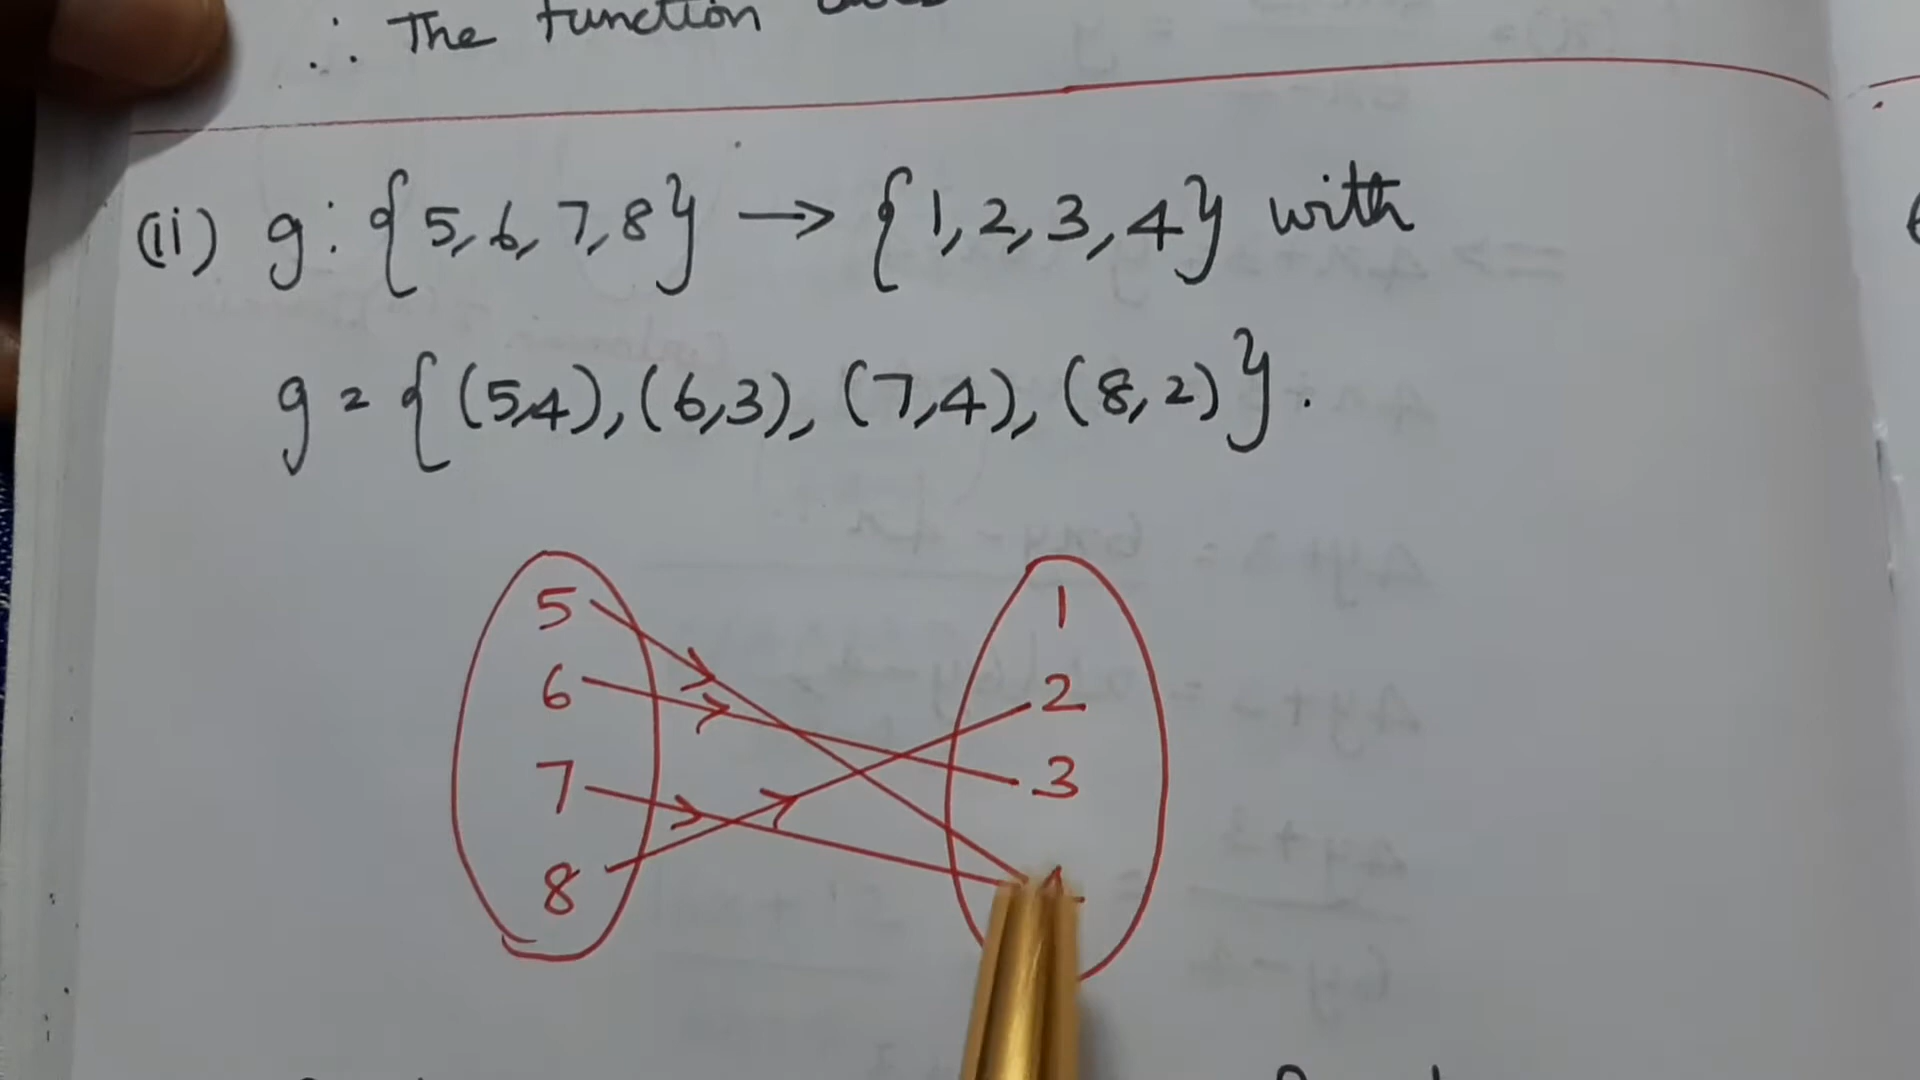 ∴ The function
(ii) g: {5, 6, 7, 8} → {1, 2, 3, 4} with
g = {(5,4), (6,3), (7,4), (8,2)}.
5 1
6 2
7 3
8 4